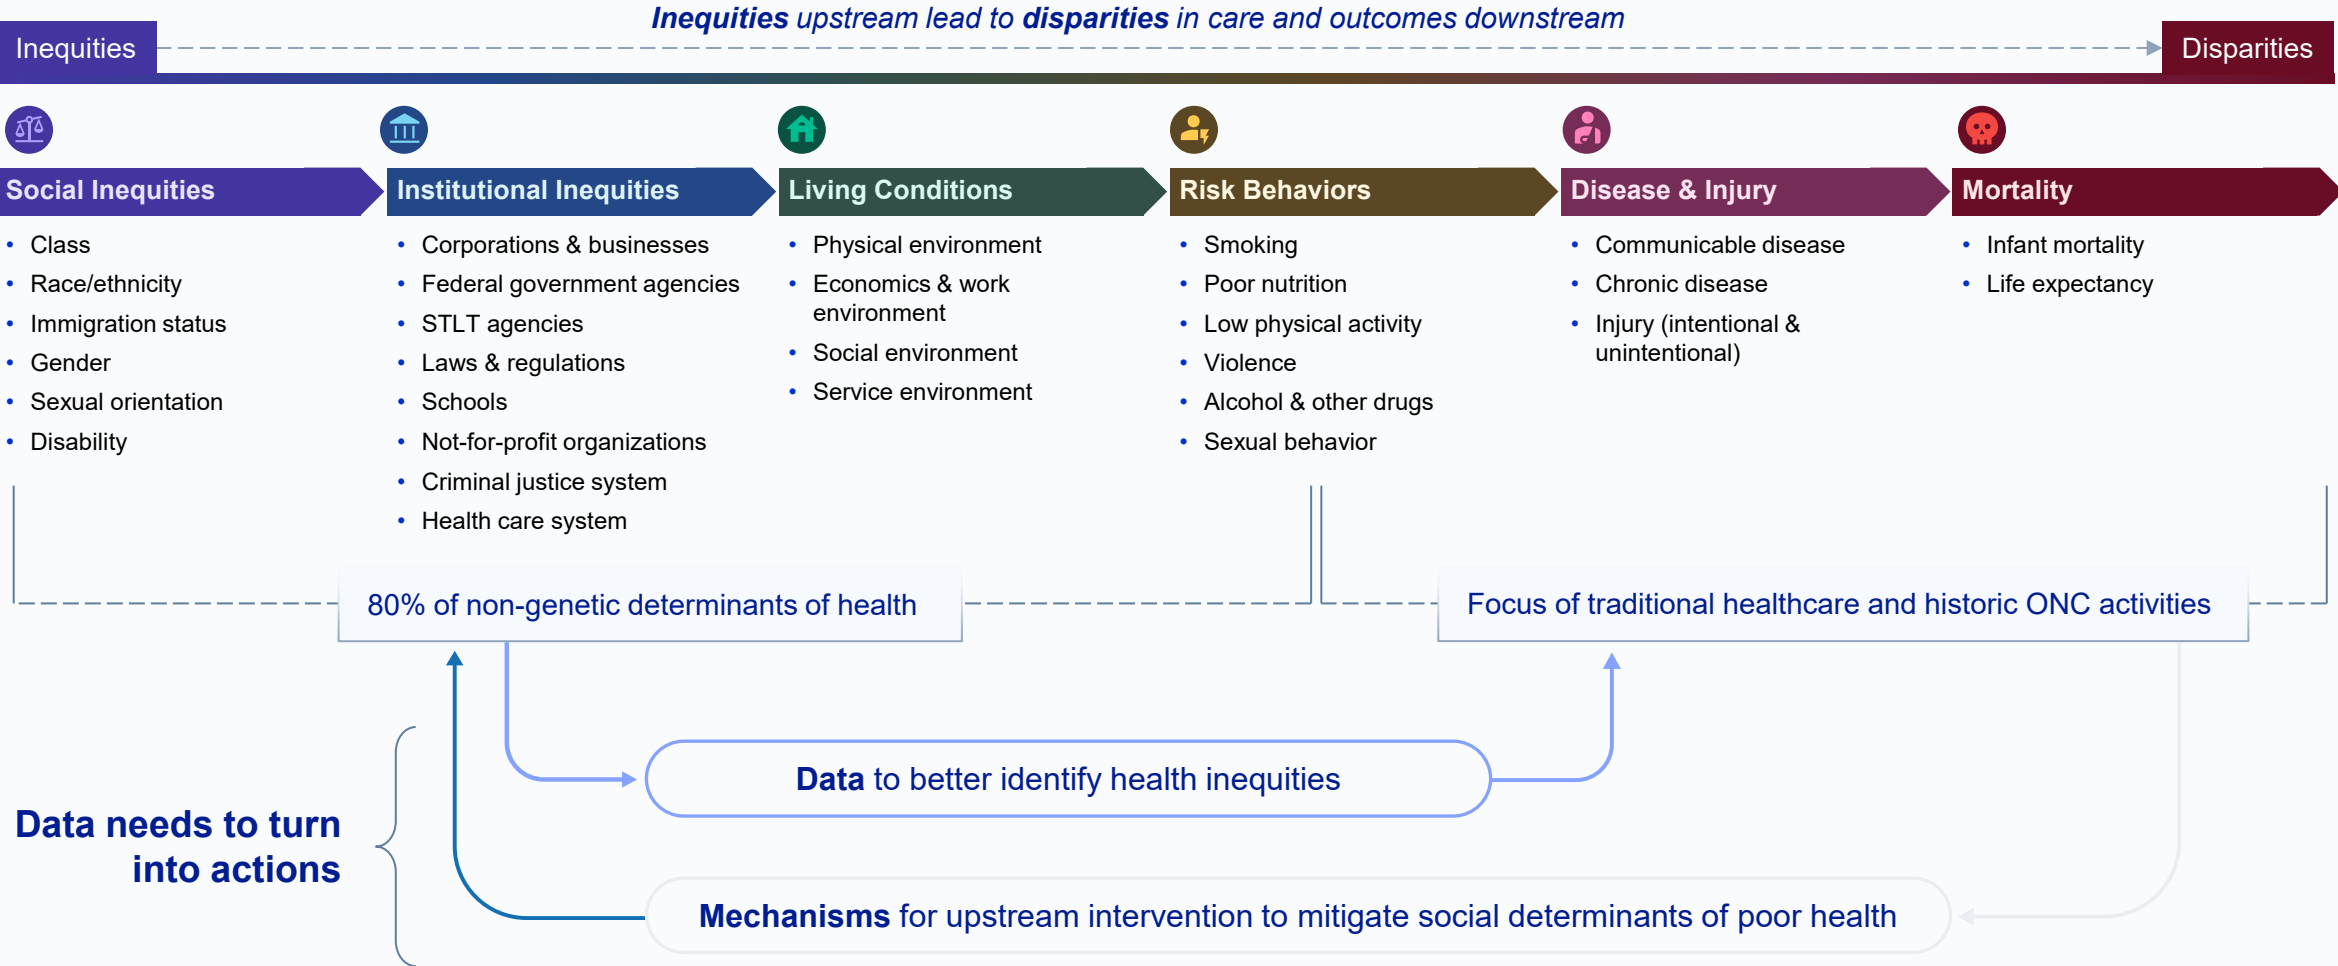 Inequities upstream lead to disparities in care and outcomes downstream
Inequities
Disparities
Social Inequities
• Class
• Race/ethnicity
• Immigration status
• Gender
• Sexual orientation
• Disability
Institutional Inequities
• Corporations & businesses
• Federal government agencies
• STLT agencies
• Laws & regulations
• Schools
• Not-for-profit organizations
• Criminal justice system
• Health care system
Living Conditions
• Physical environment
• Economics & work
environment
• Social environment
• Service environment
Risk Behaviors
• Smoking
• Poor nutrition
• Low physical activity
• Violence
• Alcohol & other drugs
• Sexual behavior
Disease & Injury
• Communicable disease
• Chronic disease
• Injury (intentional &
unintentional)
Mortality
• Infant mortality
• Life expectancy
80% of non-genetic determinants of health
Focus of traditional healthcare and historic ONC activities
Data to better identify health inequities
Data needs to turn
into actions
Mechanisms for upstream intervention to mitigate social determinants of poor health